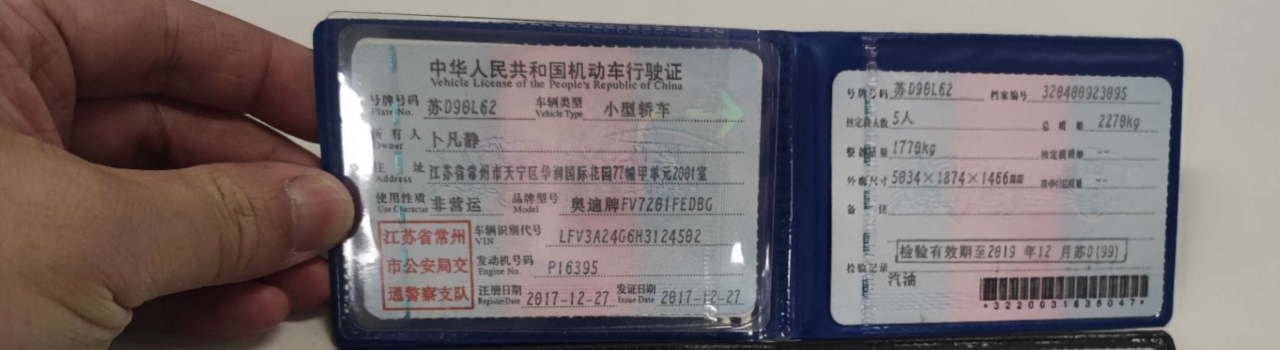 中华人民共和国机动车行驶证
Vehicle License of the People's Republic of China
号牌号码 苏D90L62 车辆类型 小型轿车
Plate No. Vehicle Type
所有人 卜凡静
Owner
住址 江苏省常州市天宁区华润国际花园77幢甲单元2001室
Address
使用性质 非营运 品牌型号 奥迪牌FV7201FEDBG
Use Character Model
江苏省常州
市公安局交
通警察支队
车辆识别代号 LFV3A24G6H3124502
VIN
发动机号码 P16395
Engine No.
注册日期 2017-12-27 发证日期 2017-12-27
Register Date Issue Date
号牌号码 苏D90L62 档案编号 320400923095
核定载人数 5人 总质量 2270kg
整备质量 1770kg 核定载质量 --
外廓尺寸 5034×1874×1466 --
备注
检验有效期至2019年12月苏D(99)
检验记录
汽油
*3220031638047*